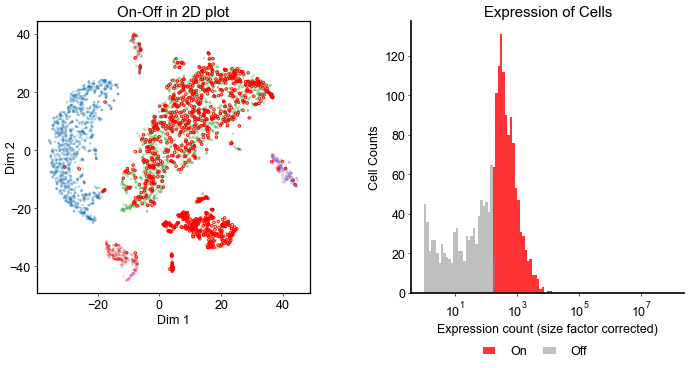 On-Off in 2D plot
40
20
0
−20
−40
Dim 2
−20 0 20 40
Dim 1
Expression of Cells
120
100
80
60
40
20
0
Cell Counts
10^1 10^3 10^5 10^7
Expression count (size factor corrected)
On Off